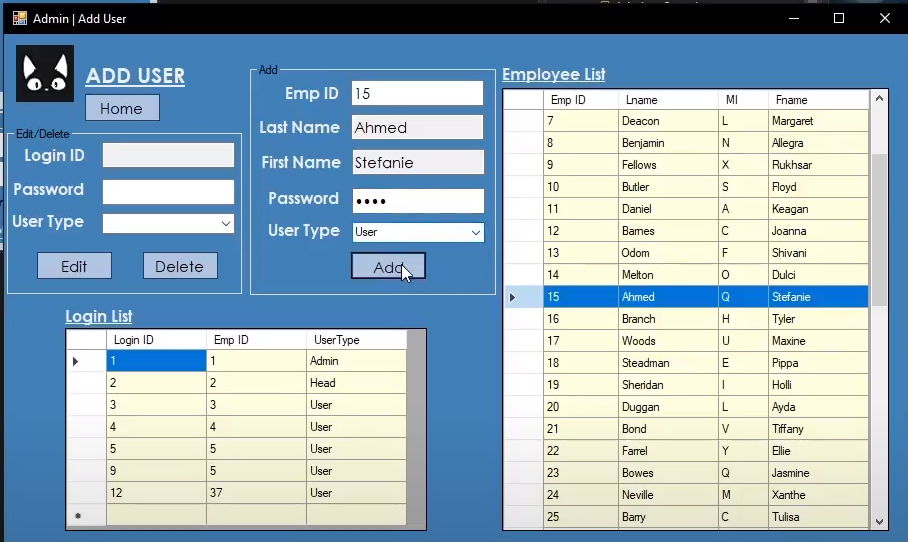 Admin | Add User
ADD USER
Home
Edit/Delete
Login ID
Password
User Type
Edit Delete
Add
Emp ID 15
Last Name Ahmed
First Name Stefanie
Password ••••
User Type User
Add
Employee List
Emp ID Lname MI Fname
7 Deacon L Margaret
8 Benjamin N Allegra
9 Fellows X Rukhsar
10 Butler S Floyd
11 Daniel A Keagan
12 Barnes C Joanna
13 Odom F Shivani
14 Melton O Dulci
15 Ahmed Q Stefanie
16 Branch H Tyler
17 Woods U Maxine
18 Steadman E Pippa
19 Sheridan I Holli
20 Duggan L Ayda
21 Bond V Tiffany
22 Farrel Y Ellie
23 Bowes Q Jasmine
24 Neville M Xanthe
25 Barry C Tulisa
Login List
Login ID Emp ID UserType
1 1 Admin
2 2 Head
3 3 User
4 4 User
5 5 User
9 5 User
12 37 User